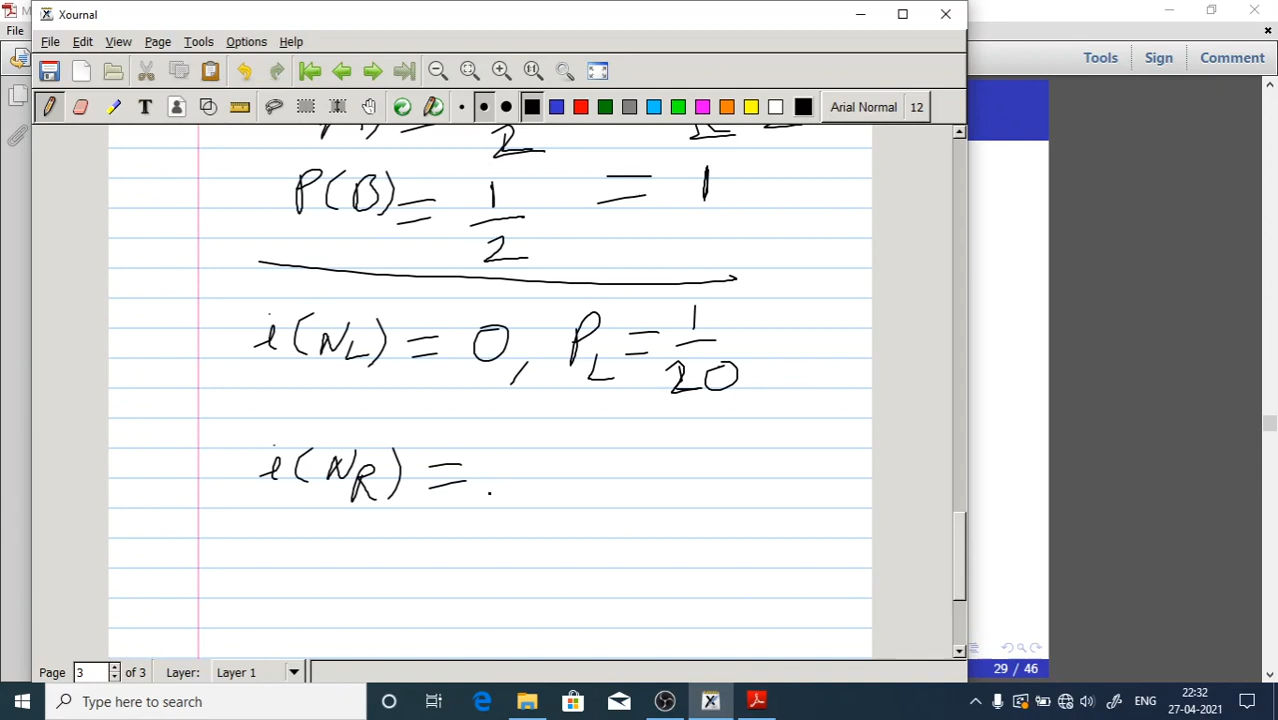 Xournal
File Edit View Page Tools Options Help
File
Tools Sign Comment
Arial Normal 12
2
P(B) = 1/2 = 1
i(N_L) = 0, P_L = 1/20
i(N_R) = .
Page 3 of 3 Layer: Layer 1
29 / 46
Type here to search
ENG
22:32
27-04-2021